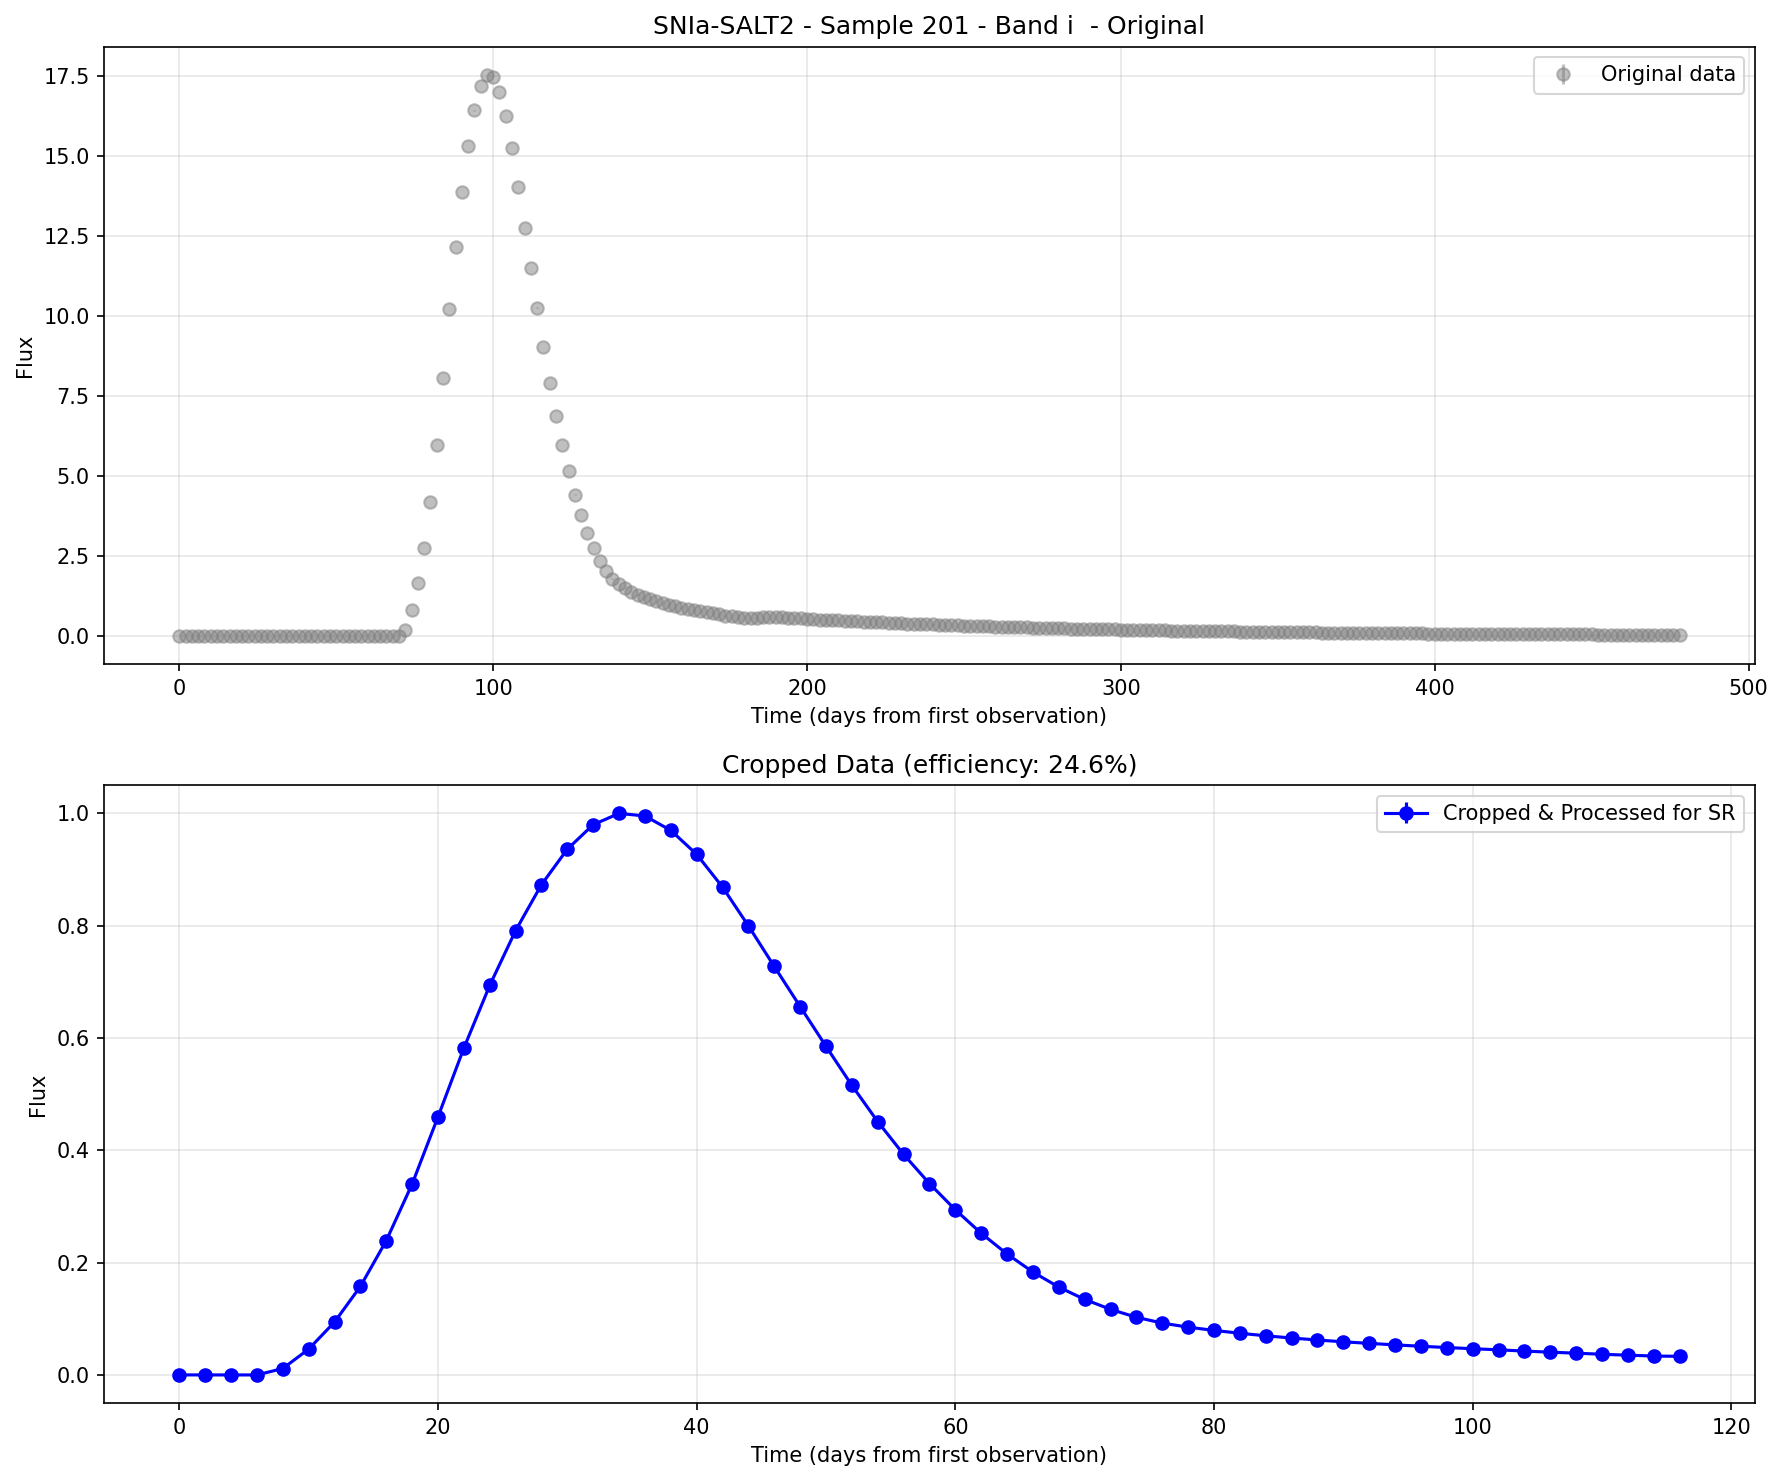 SNIa-SALT2 - Sample 201 - Band i  - Original
Original data
17.5
15.0
12.5
10.0
7.5
5.0
2.5
0.0
Flux
0 100 200 300 400 500
Time (days from first observation)
Cropped Data (efficiency: 24.6%)
Cropped & Processed for SR
1.0
0.8
0.6
0.4
0.2
0.0
Flux
0 20 40 60 80 100 120
Time (days from first observation)